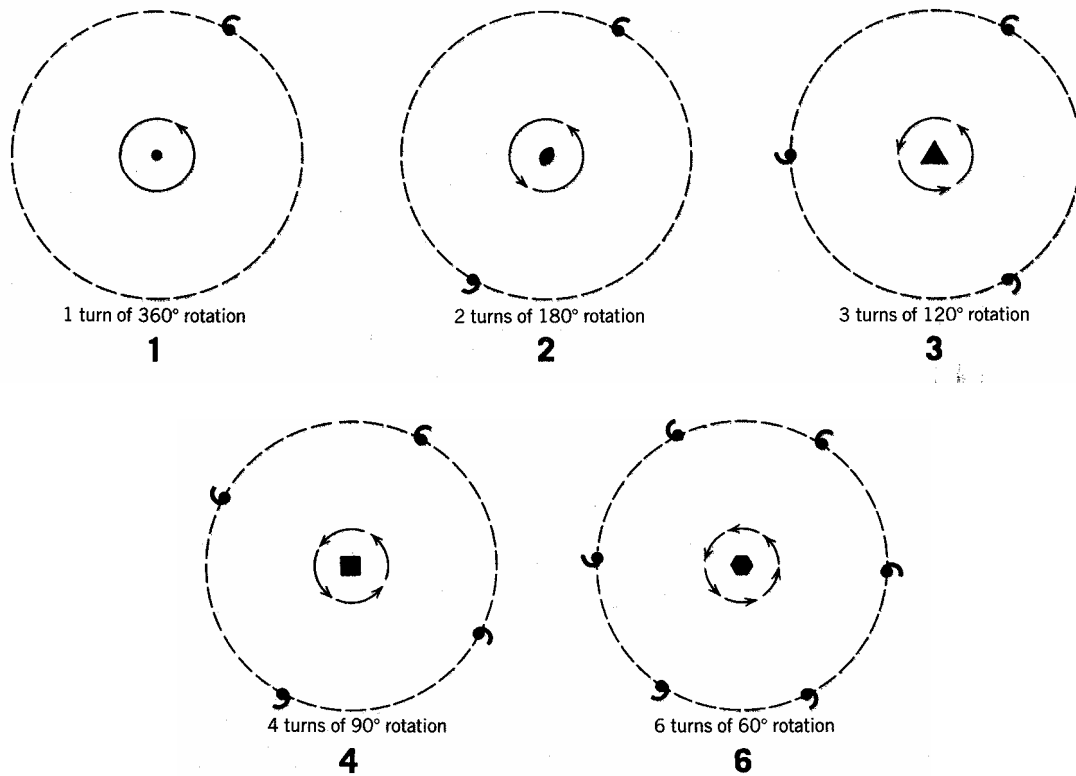 1 turn of 360° rotation
1
2 turns of 180° rotation
2
3 turns of 120° rotation
3
4 turns of 90° rotation
4
6 turns of 60° rotation
6